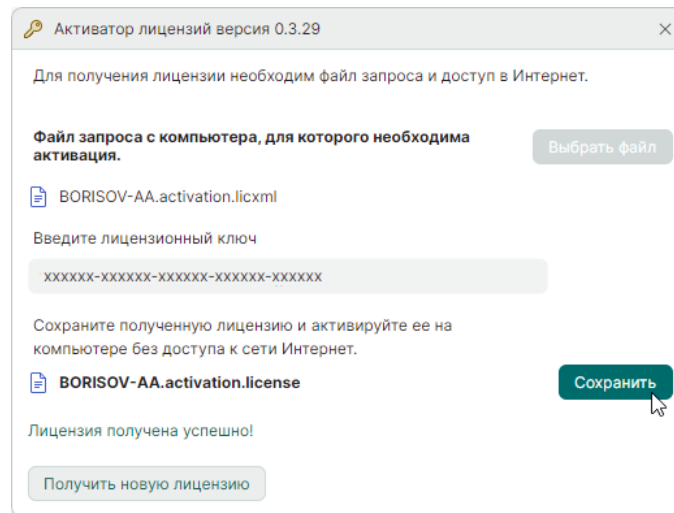 Активатор лицензий версия 0.3.29
Для получения лицензии необходим файл запроса и доступ в Интернет.
Файл запроса с компьютера, для которого необходима
активация.
Выбрать файл
BORISOV-AA.activation.licxml
Введите лицензионный ключ
xxxxxx-xxxxxx-xxxxxx-xxxxxx-xxxxxx
Сохраните полученную лицензию и активируйте ее на
компьютере без доступа к сети Интернет.
BORISOV-AA.activation.license
Сохранить
Лицензия получена успешно!
Получить новую лицензию